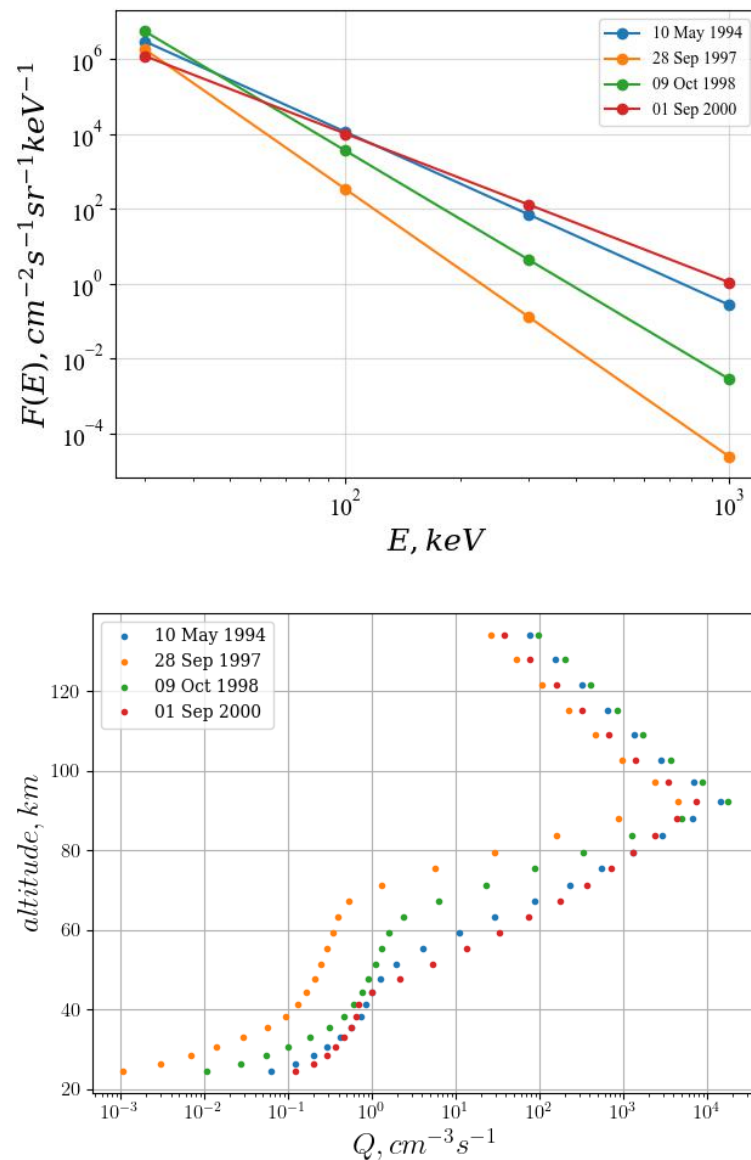 10^6
10^4
10^2
10^0
10^−2
10^−4
F(E), cm^−2s^−1sr^−1keV^−1
10 May 1994
28 Sep 1997
09 Oct 1998
01 Sep 2000
10^2
10^3
E, keV
120
100
80
60
40
20
altitude, km
10 May 1994
28 Sep 1997
09 Oct 1998
01 Sep 2000
10^−3
10^−2
10^−1
10^0
10^1
10^2
10^3
10^4
Q, cm^−3s^−1